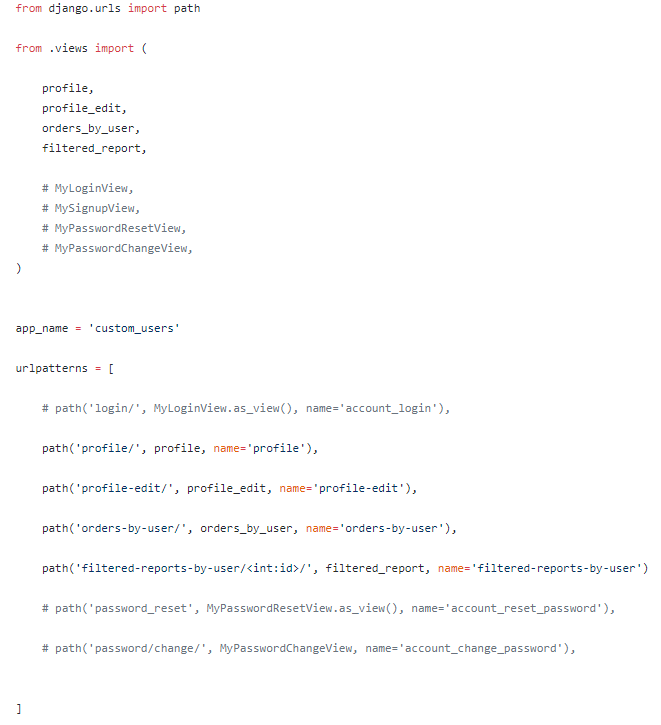 from django.urls import path
from .views import (
profile,
profile_edit,
orders_by_user,
filtered_report,
# MyLoginView,
# MySignupView,
# MyPasswordResetView,
# MyPasswordChangeView,
)
app_name = 'custom_users'
urlpatterns = [
# path('login/', MyLoginView.as_view(), name='account_login'),
path('profile/', profile, name='profile'),
path('profile-edit/', profile_edit, name='profile-edit'),
path('orders-by-user/', orders_by_user, name='orders-by-user'),
path('filtered-reports-by-user/<int:id>/', filtered_report, name='filtered-reports-by-user')
# path('password_reset', MyPasswordResetView.as_view(), name='account_reset_password'),
# path('password/change/', MyPasswordChangeView, name='account_change_password'),
]